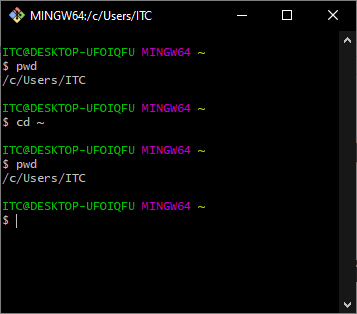 MINGW64:/c/Users/ITC
ITC@DESKTOP-UFOIQFU MINGW64 ~
$ pwd
/c/Users/ITC
ITC@DESKTOP-UFOIQFU MINGW64 ~
$ cd ~
ITC@DESKTOP-UFOIQFU MINGW64 ~
$ pwd
/c/Users/ITC
ITC@DESKTOP-UFOIQFU MINGW64 ~
$